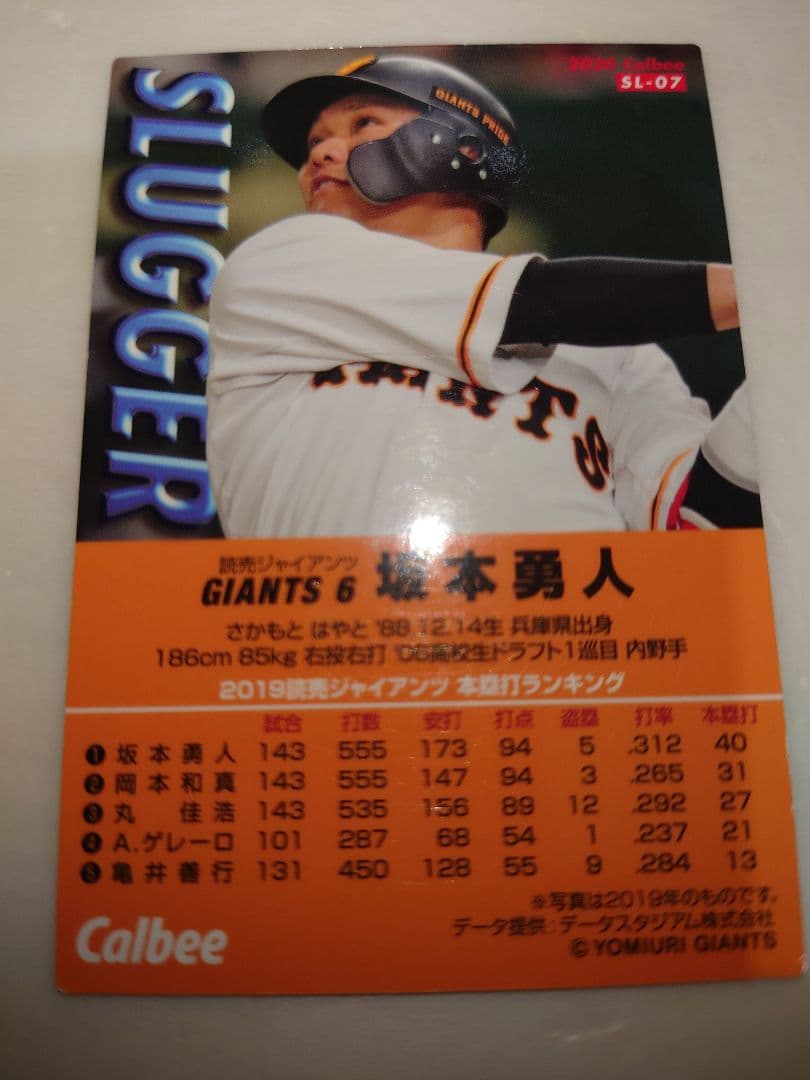 2020 Calbee
SL-07
SLUGGER
GIANTS PRIDE
読売ジャイアンツ
GIANTS 6 坂本勇人
さかもと はやと '88 12.14生 兵庫県出身
186cm 85kg 右投右打 '06高校生ドラフト1巡目 内野手
2019読売ジャイアンツ 本塁打ランキング
試合 打数 安打 打点 盗塁 打率 本塁打
❶ 坂本勇人 143 555 173 94 5 .312 40
❷ 岡本和真 143 555 147 94 3 .265 31
❸ 丸 佳浩 143 535 156 89 12 .292 27
❹ A.ゲレーロ 101 287 68 54 1 .237 21
❺ 亀井善行 131 450 128 55 9 .284 13
※写真は2019年のものです。
データ提供:データスタジアム株式会社
Calbee
©YOMIURI GIANTS